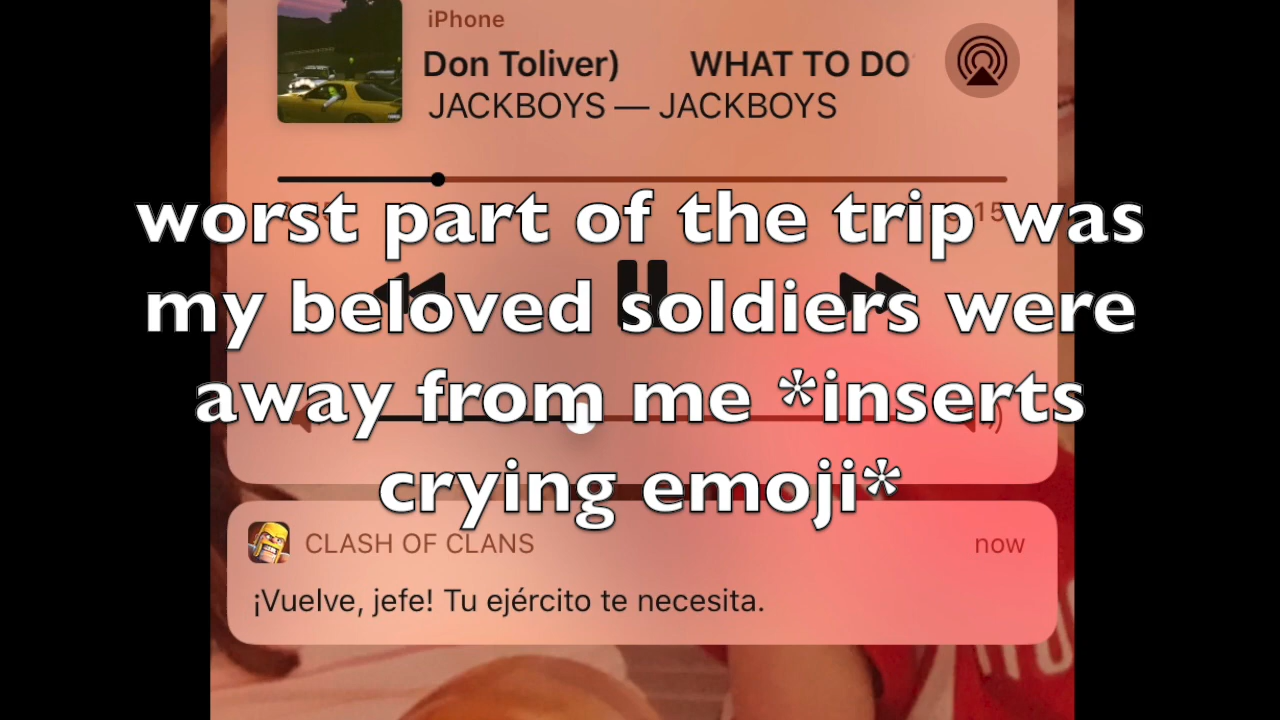 iPhone
Don Toliver) WHAT TO DO
JACKBOYS — JACKBOYS
worst part of the trip was
my beloved soldiers were
away from me *inserts
crying emoji*
CLASH OF CLANS now
¡Vuelve, jefe! Tu ejército te necesita.